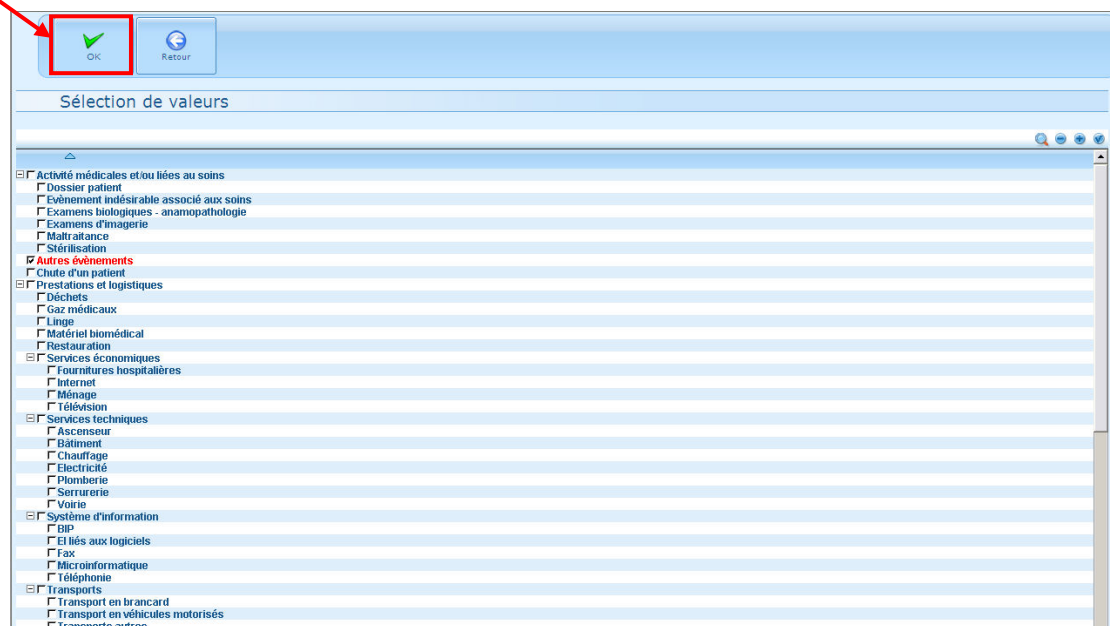 OK
Retour
Sélection de valeurs
Activité médicales et/ou liées au soins
Dossier patient
Evènement indésirable associé aux soins
Examens biologiques - anamopathologie
Examens d'imagerie
Maltraitance
Stérilisation
Autres évènements
Chute d'un patient
Prestations et logistiques
Déchets
Gaz médicaux
Linge
Matériel biomédical
Restauration
Services économiques
Fournitures hospitalières
Internet
Ménage
Télévision
Services techniques
Ascenseur
Bâtiment
Chauffage
Electricité
Plomberie
Serrurerie
Voirie
Système d'information
BIP
EI liés aux logiciels
Fax
Microinformatique
Téléphonie
Transports
Transport en brancard
Transport en véhicules motorisés
Transports autres